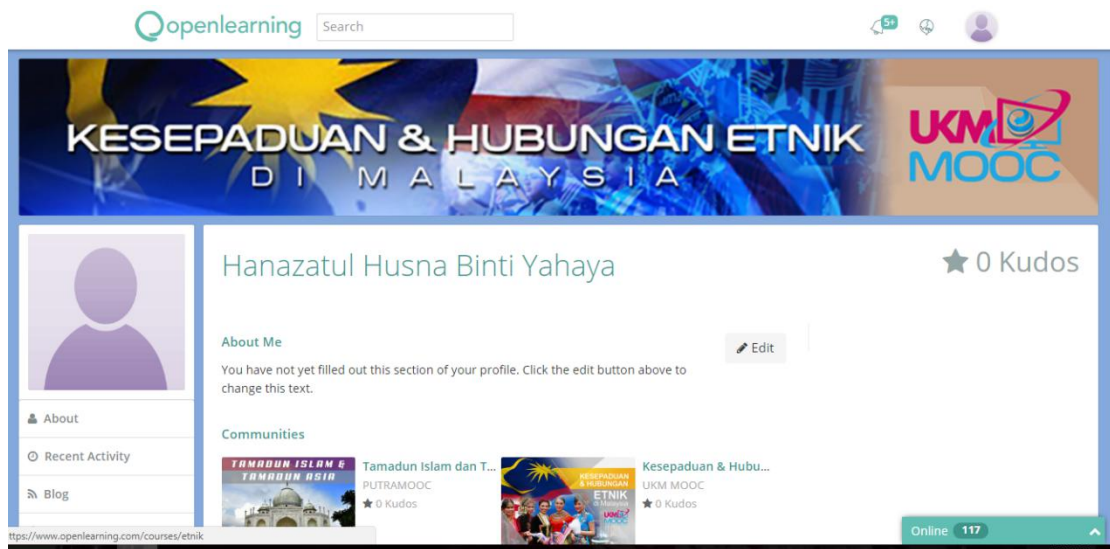 openlearning
Search
5+
KESEPADUAN & HUBUNGAN ETNIK
DI MALAYSIA
UKM
MOOC
Hanazatul Husna Binti Yahaya
0 Kudos
About Me
Edit
You have not yet filled out this section of your profile. Click the edit button above to
change this text.
About
Recent Activity
Blog
Communities
TAMADUN ISLAM &
TAMADUN ASIA
Tamadun Islam dan T...
PUTRAMOOC
0 Kudos
KESEPADUAN
& HUBUNGAN
ETNIK
di Malaysia
UKM
MOOC
Kesepaduan & Hubu...
UKM MOOC
0 Kudos
ttps://www.openlearning.com/courses/etnik
Online 117